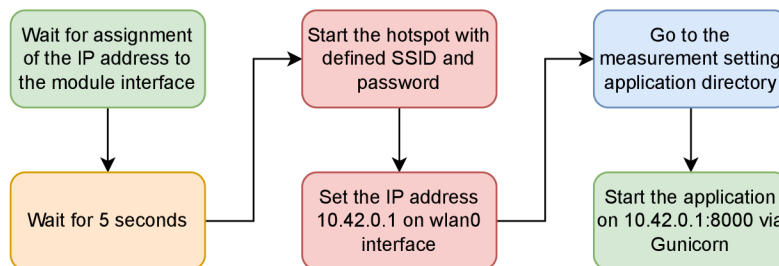 Wait for assignment
of the IP address to
the module interface
Wait for 5 seconds
Start the hotspot with
defined SSID and
password
Set the IP address
10.42.0.1 on wlan0
interface
Go to the
measurement setting
application directory
Start the application
on 10.42.0.1:8000 via
Gunicorn